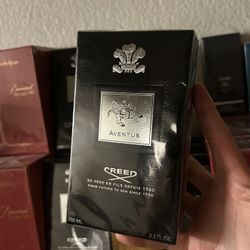 AVENTUS
CREED
DE PÈRE EN FILS DEPUIS 1760
FROM FATHER TO SON SINCE 1760
100 ml
3.3 fl.oz